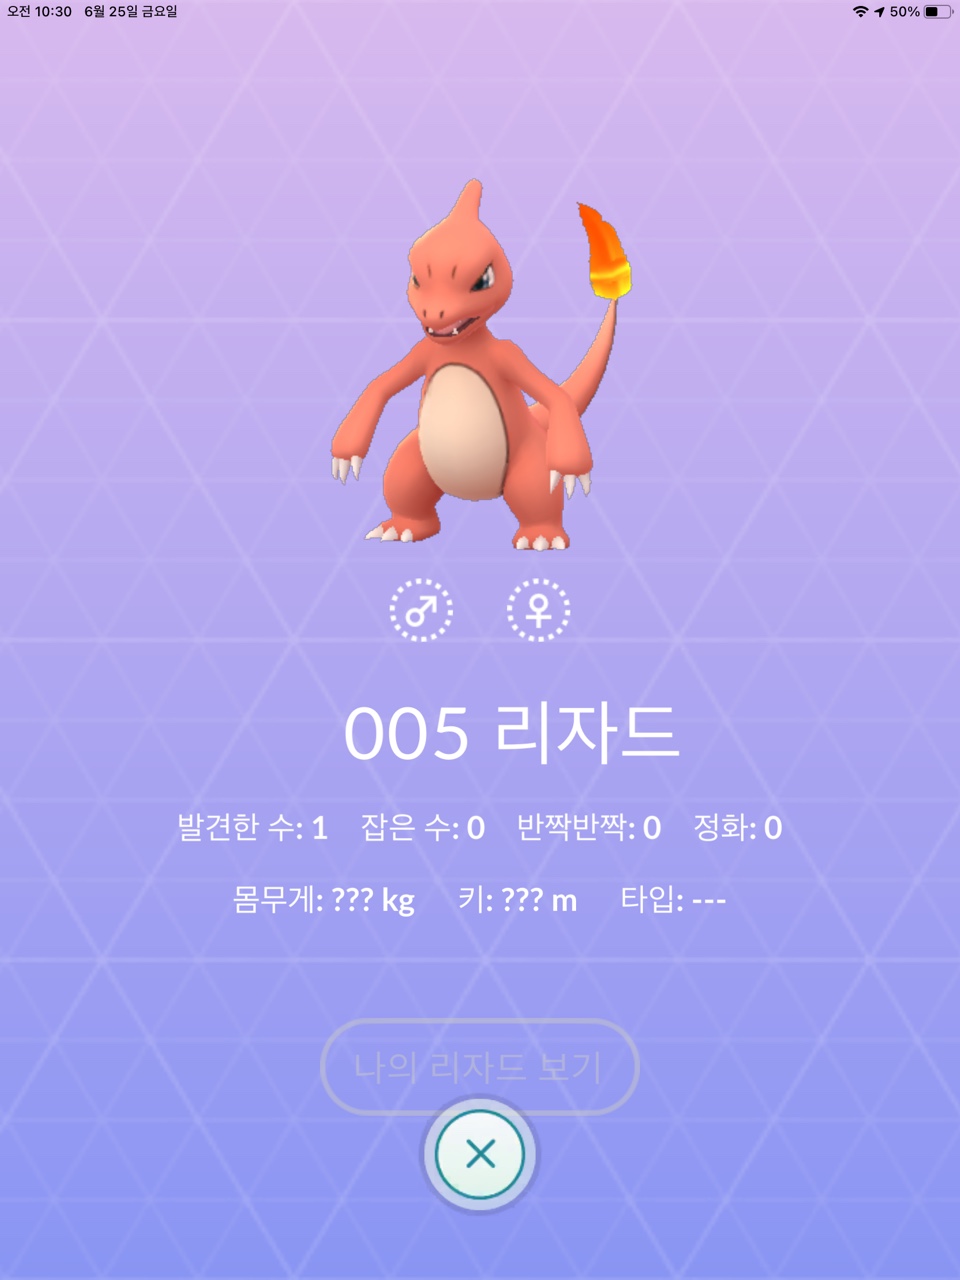 오전 10:30 6월 25일 금요일 50%
005 리자드
발견한 수: 1 잡은 수: 0 반짝반짝: 0 정화: 0
몸무게: ??? kg 키: ??? m 타입: ---
나의 리자드 보기